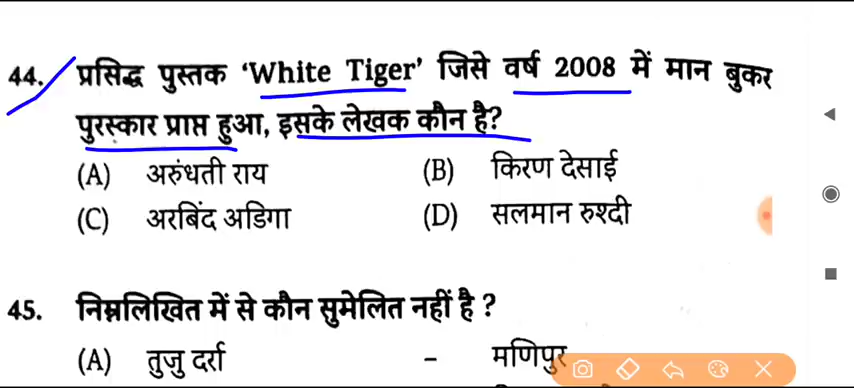 44. प्रसिद्ध पुस्तक ‘White Tiger’ जिसे वर्ष 2008 में मान बुकर
पुरस्कार प्राप्त हुआ, इसके लेखक कौन है?
(A) अरुंधती राय (B) किरण देसाई
(C) अरबिंद अडिगा (D) सलमान रुश्दी
45. निम्नलिखित में से कौन सुमेलित नहीं है ?
(A) तुजु दर्रा – मणिपुर